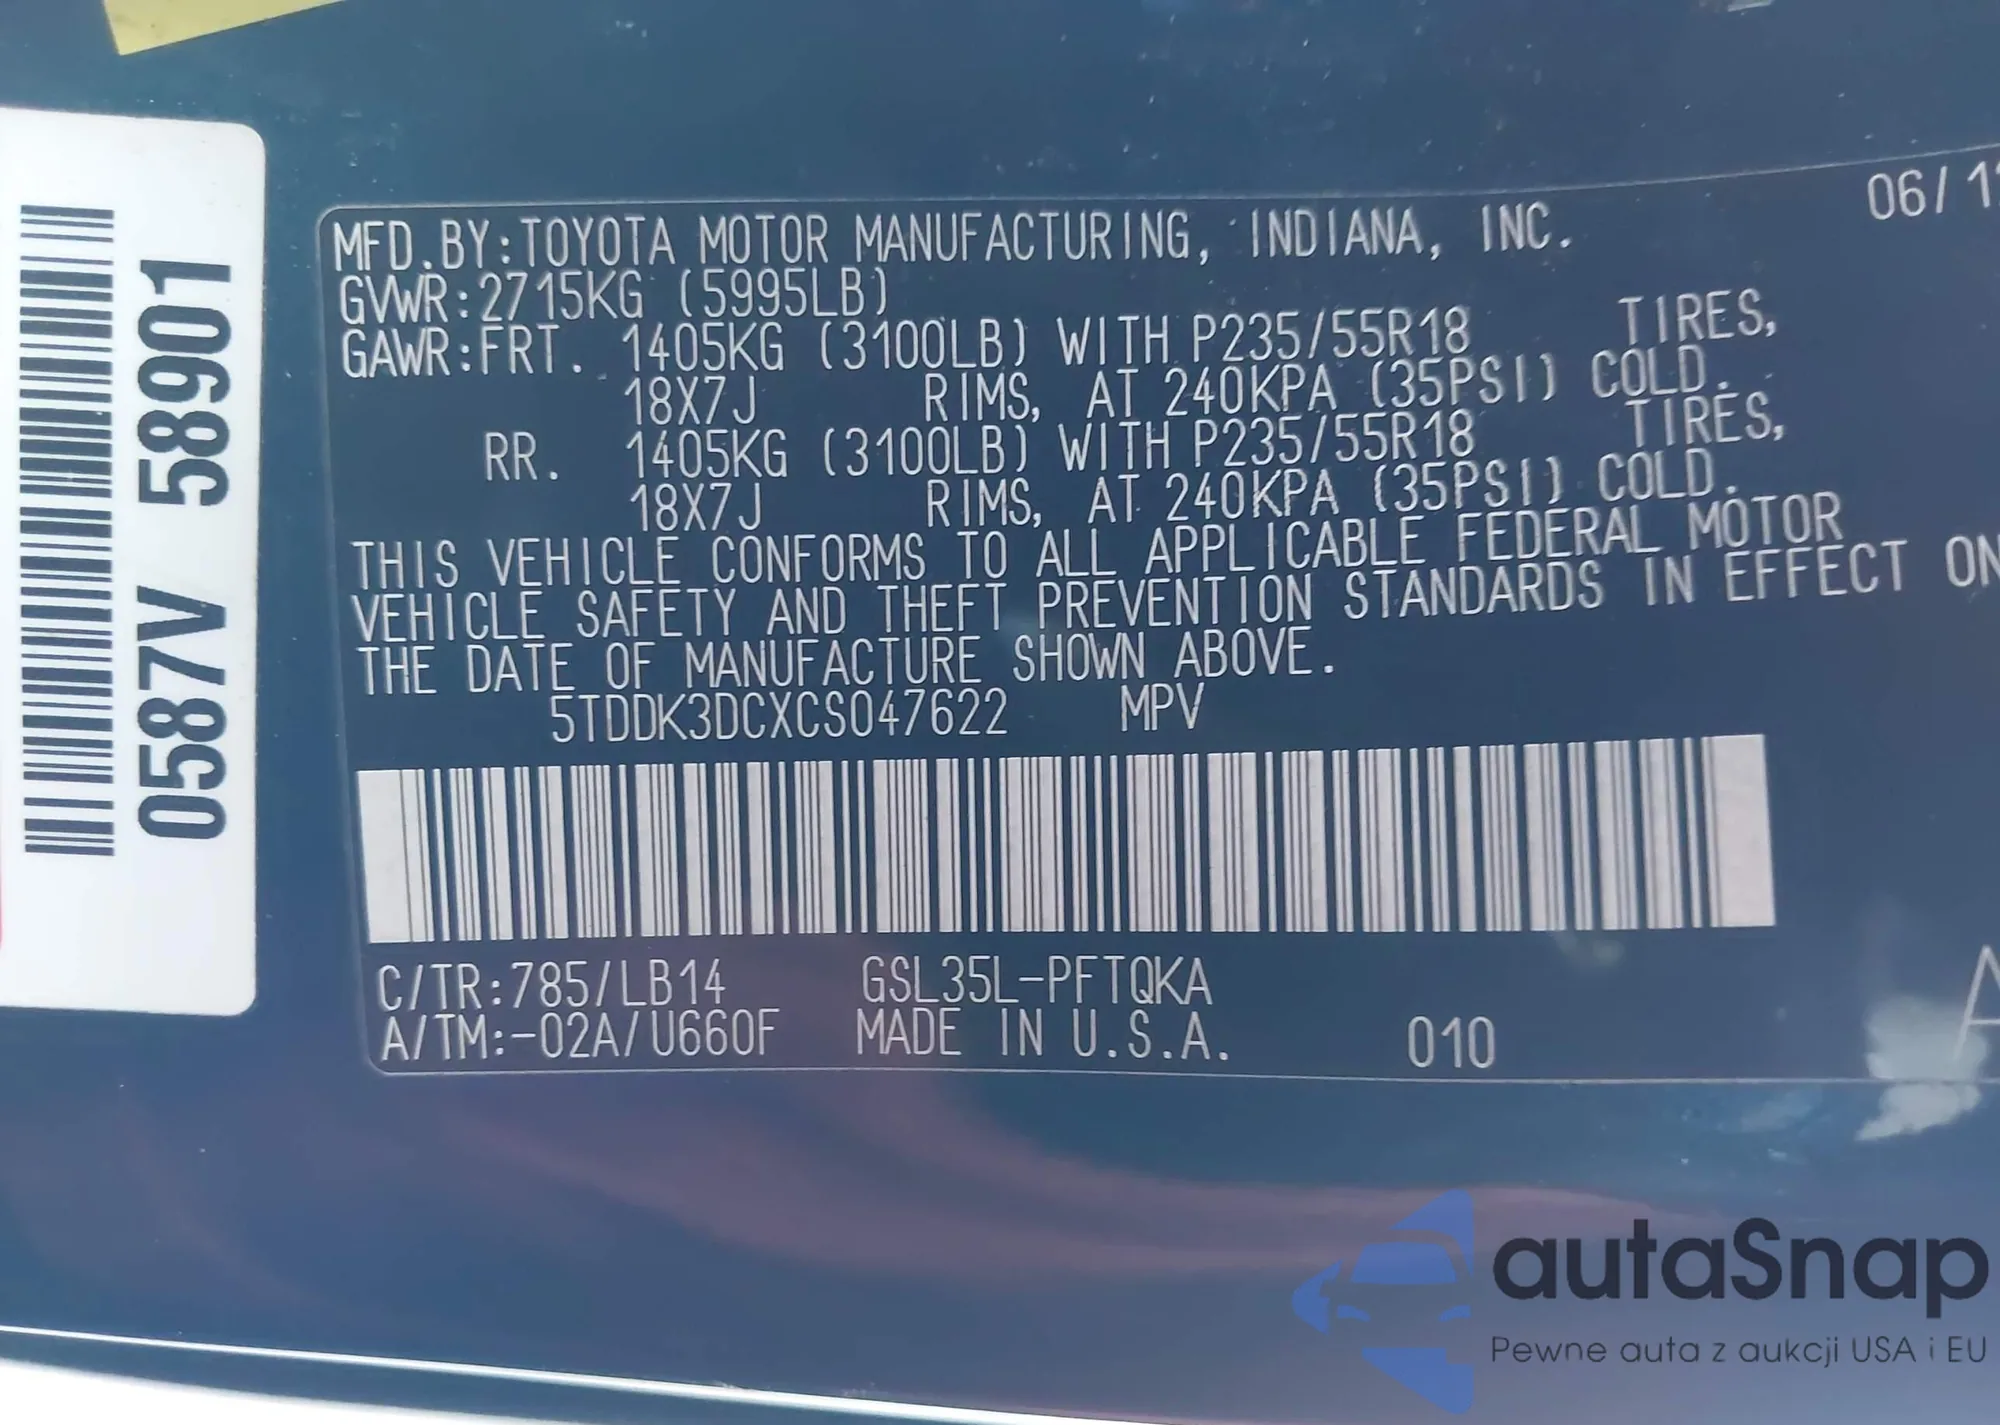 0587V 58901
06/1
MFD.BY:TOYOTA MOTOR MANUFACTURING, INDIANA, INC.
GVWR:2715KG (5995LB)
GAWR:FRT. 1405KG (3100LB) WITH P235/55R18 TIRES,
18X7J RIMS, AT 240KPA (35PSI) COLD.
RR. 1405KG (3100LB) WITH P235/55R18 TIRES,
18X7J RIMS, AT 240KPA (35PSI) COLD.
THIS VEHICLE CONFORMS TO ALL APPLICABLE FEDERAL MOTOR
VEHICLE SAFETY AND THEFT PREVENTION STANDARDS IN EFFECT ON
THE DATE OF MANUFACTURE SHOWN ABOVE.
5TDDK3DCXCS047622 MPV
C/TR:785/LB14 GSL35L-PFTQKA
A/TM:-02A/U660F MADE IN U.S.A. 010
A
autaSnap
Pewne auta z aukcji USA i EU